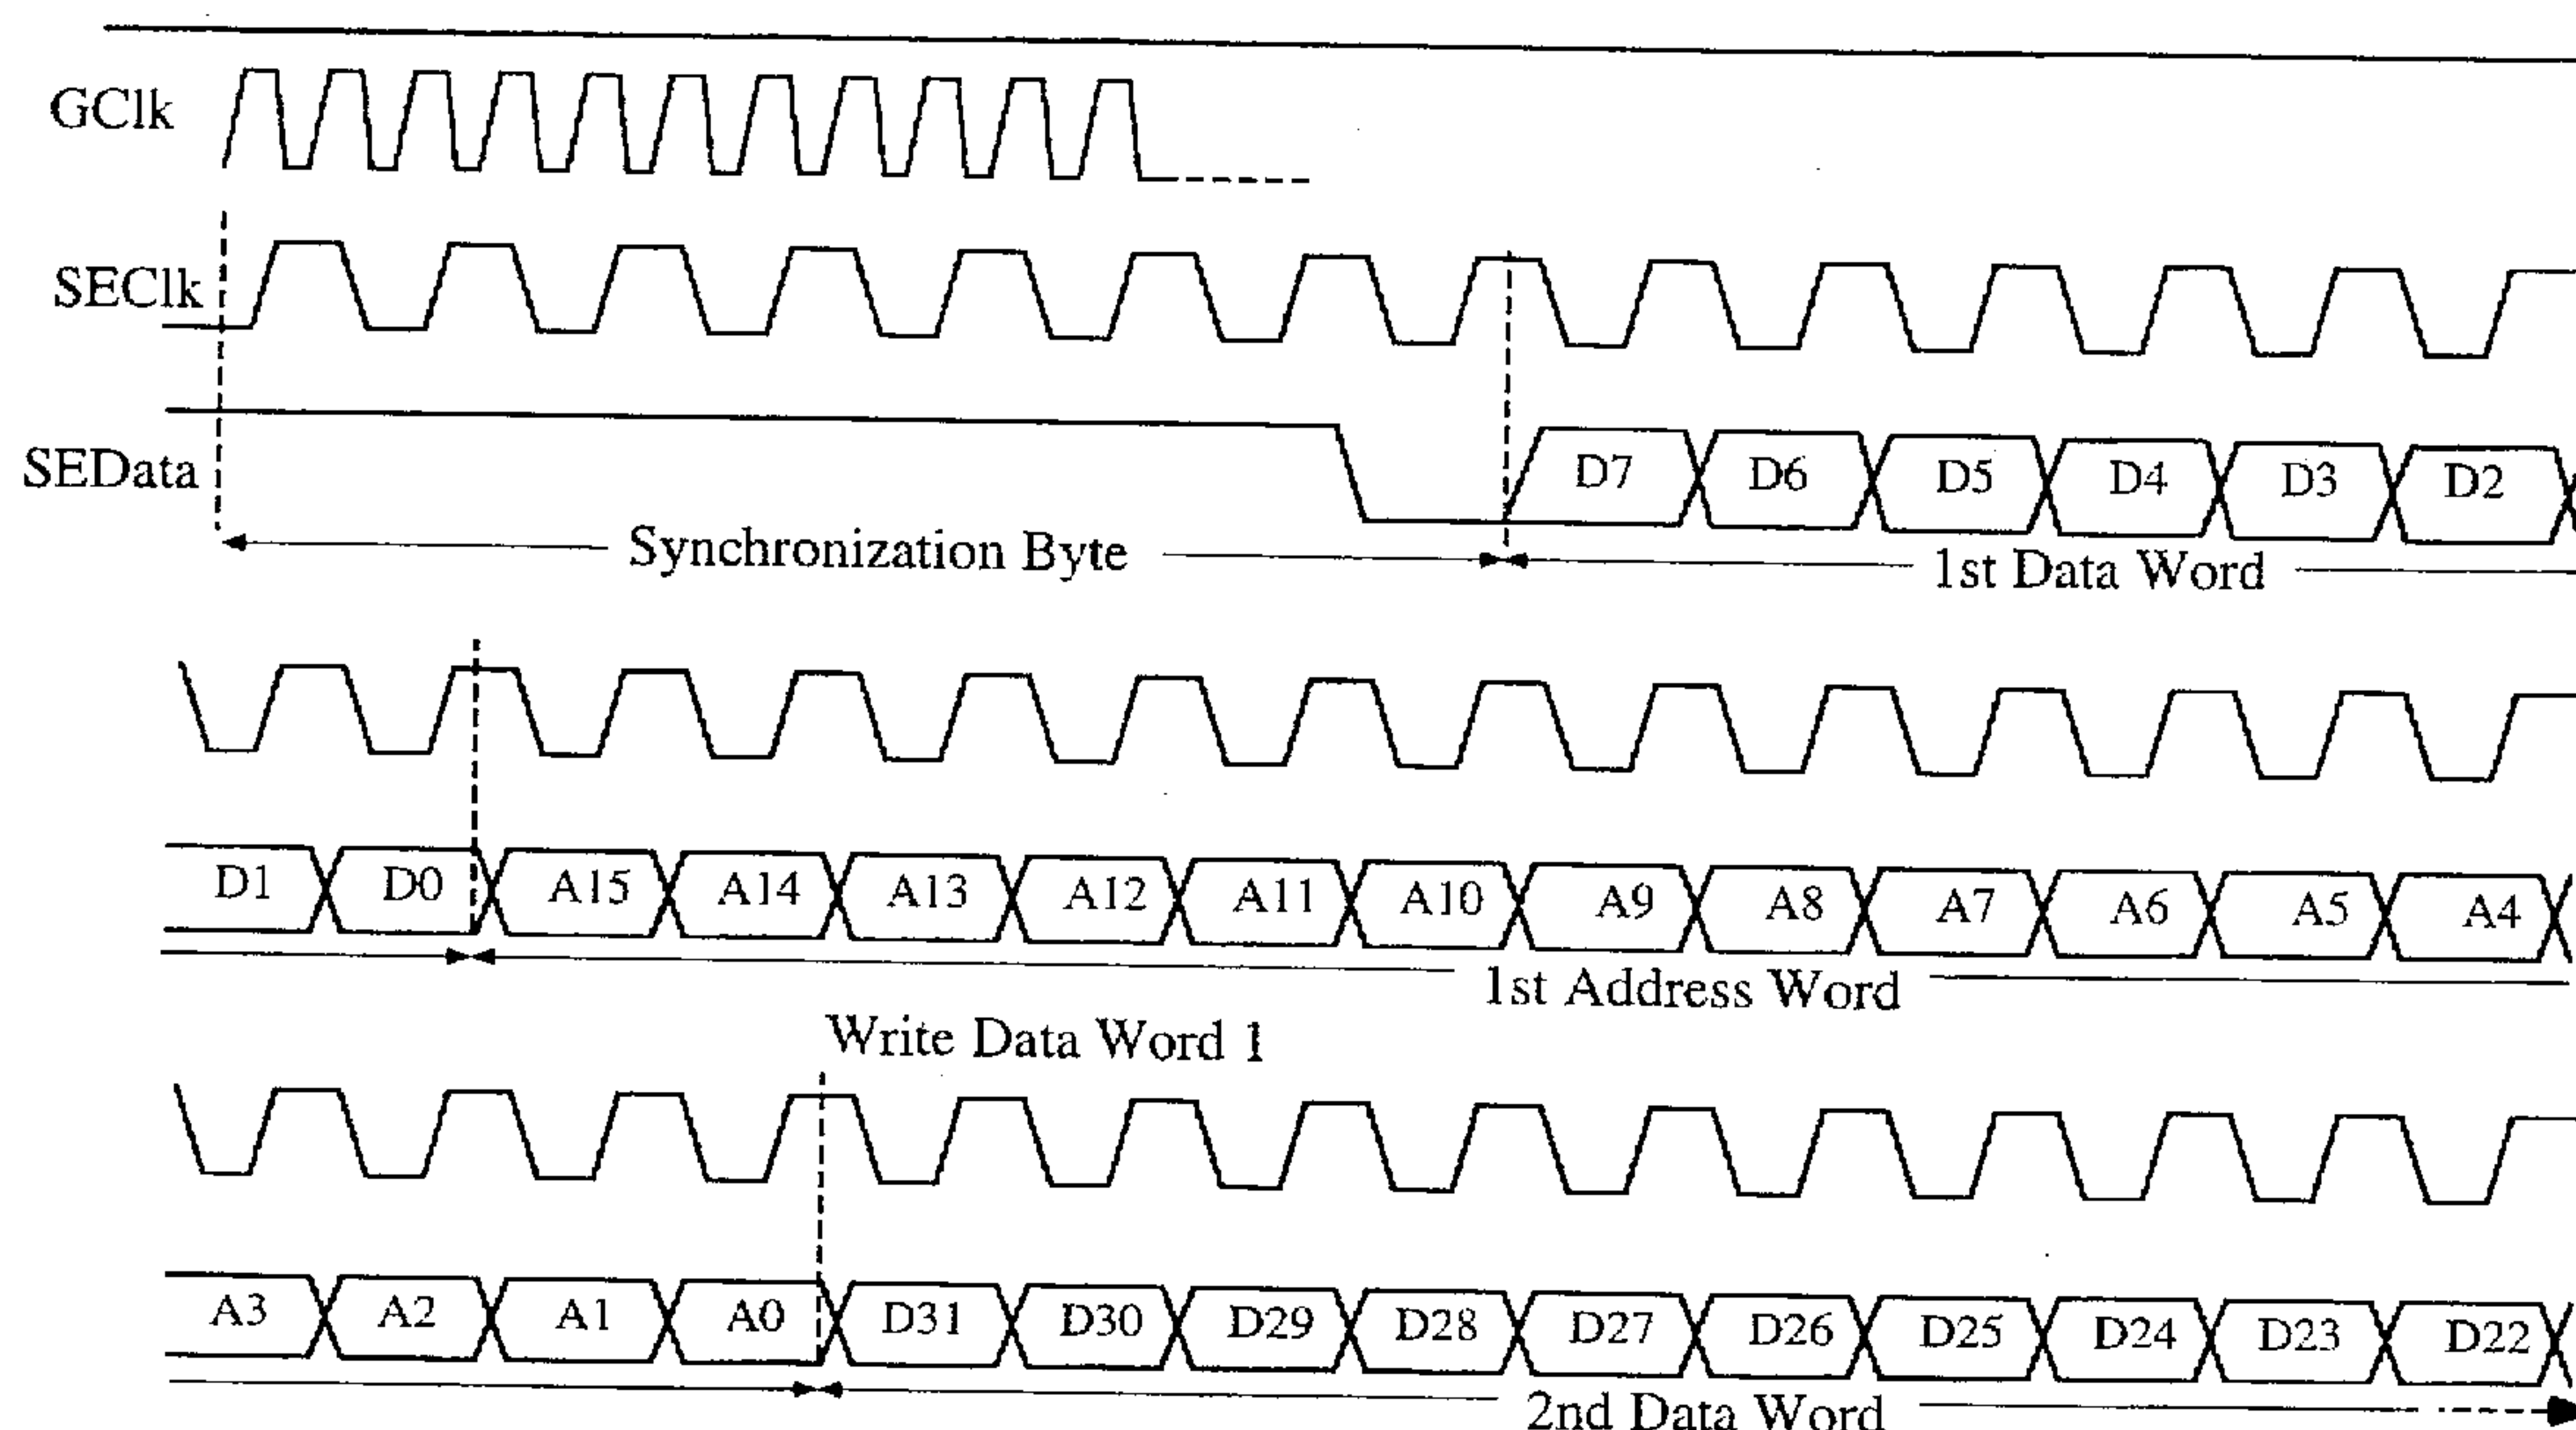 GClk
SEClk
SEData
D7 D6 D5 D4 D3 D2
Synchronization Byte
1st Data Word
D1 D0 A15 A14 A13 A12 A11 A10 A9 A8 A7 A6 A5 A4
1st Address Word
Write Data Word 1
A3 A2 A1 A0 D31 D30 D29 D28 D27 D26 D25 D24 D23 D22
2nd Data Word